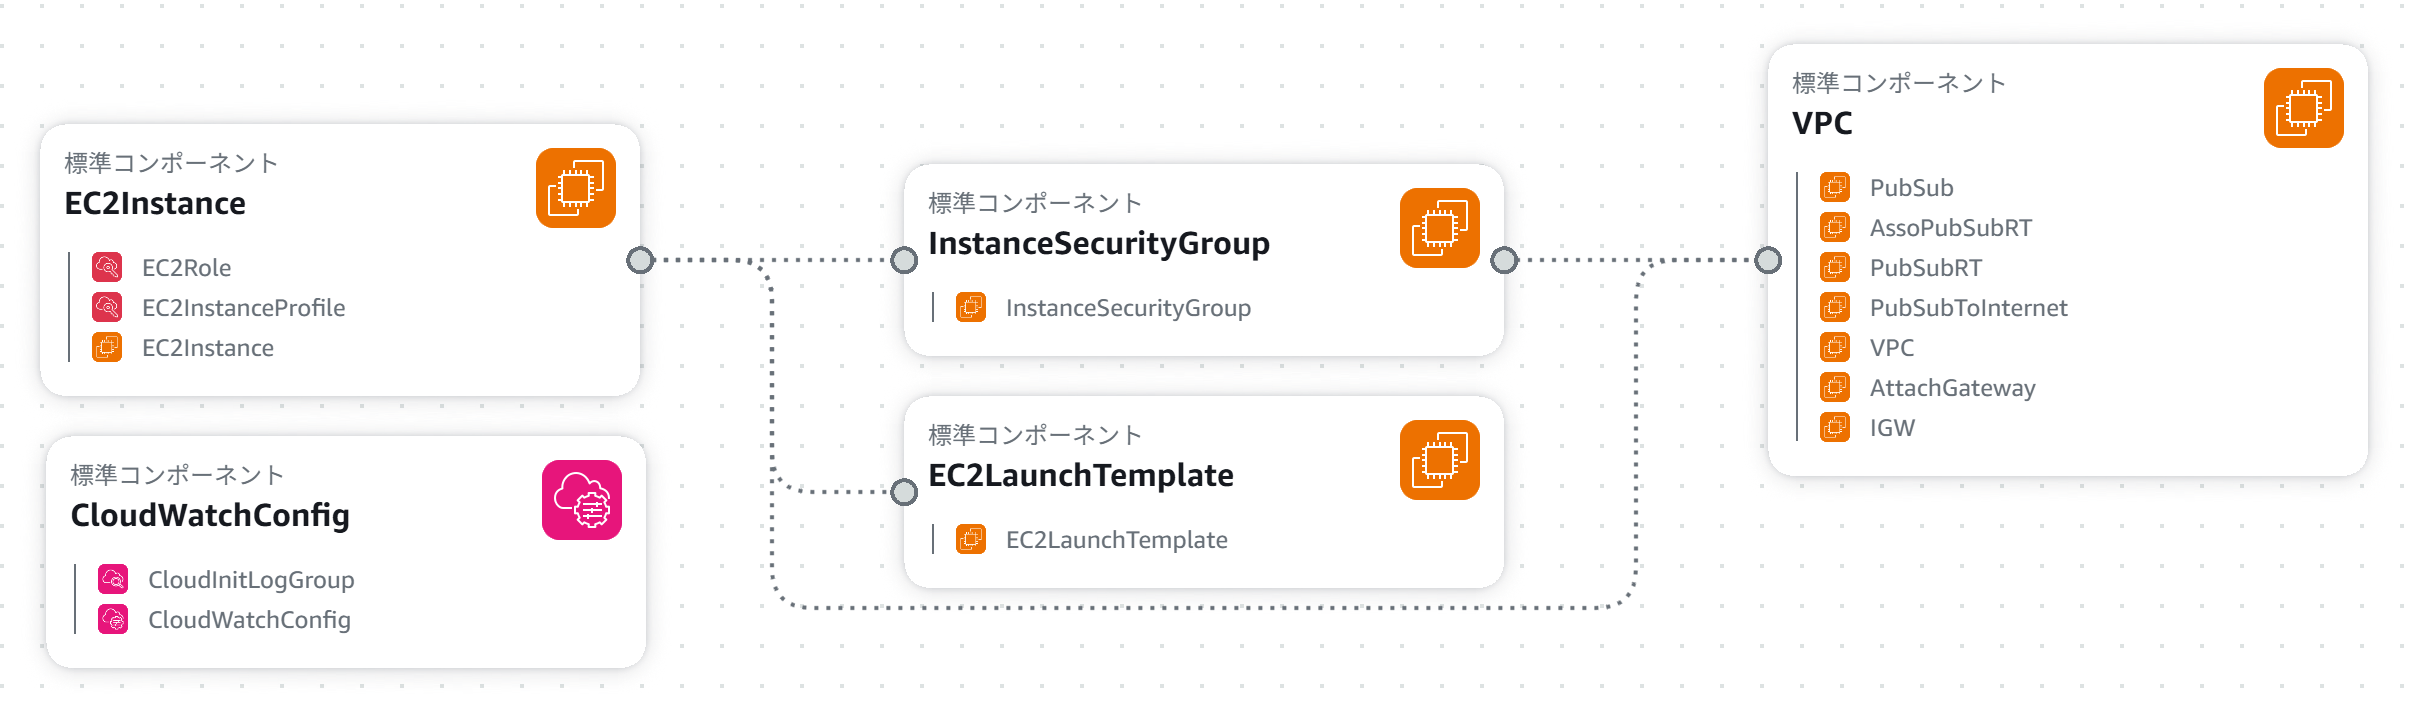 標準コンポーネント
EC2Instance
EC2Role
EC2InstanceProfile
EC2Instance
標準コンポーネント
CloudWatchConfig
CloudInitLogGroup
CloudWatchConfig
標準コンポーネント
InstanceSecurityGroup
InstanceSecurityGroup
標準コンポーネント
EC2LaunchTemplate
EC2LaunchTemplate
標準コンポーネント
VPC
PubSub
AssoPubSubRT
PubSubRT
PubSubToInternet
VPC
AttachGateway
IGW